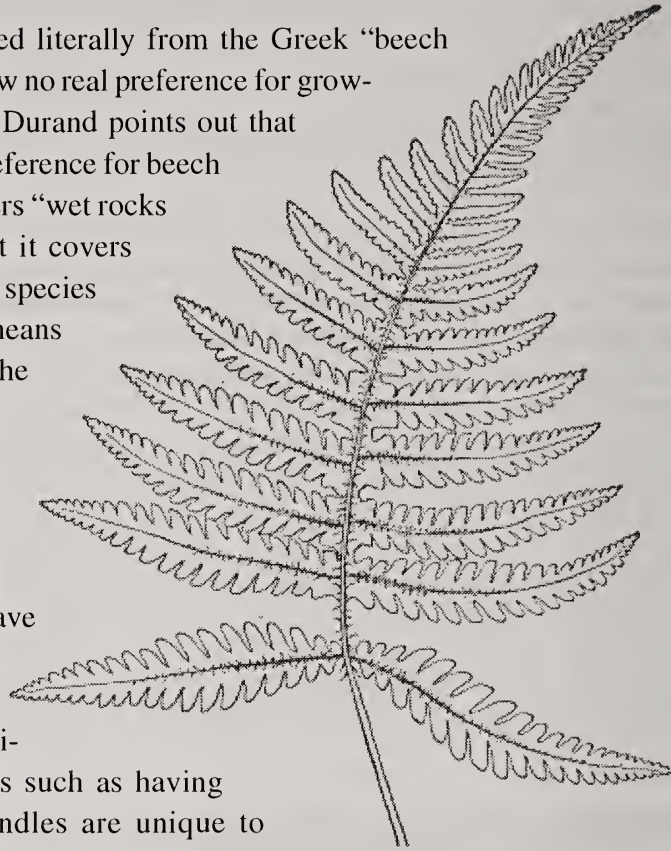 ed literally from the Greek “beech
w no real preference for grow-
Durand points out that
eference for beech
ers “wet rocks
t it covers
species
neans
he
ave
i-
s such as having
ndles are unique to